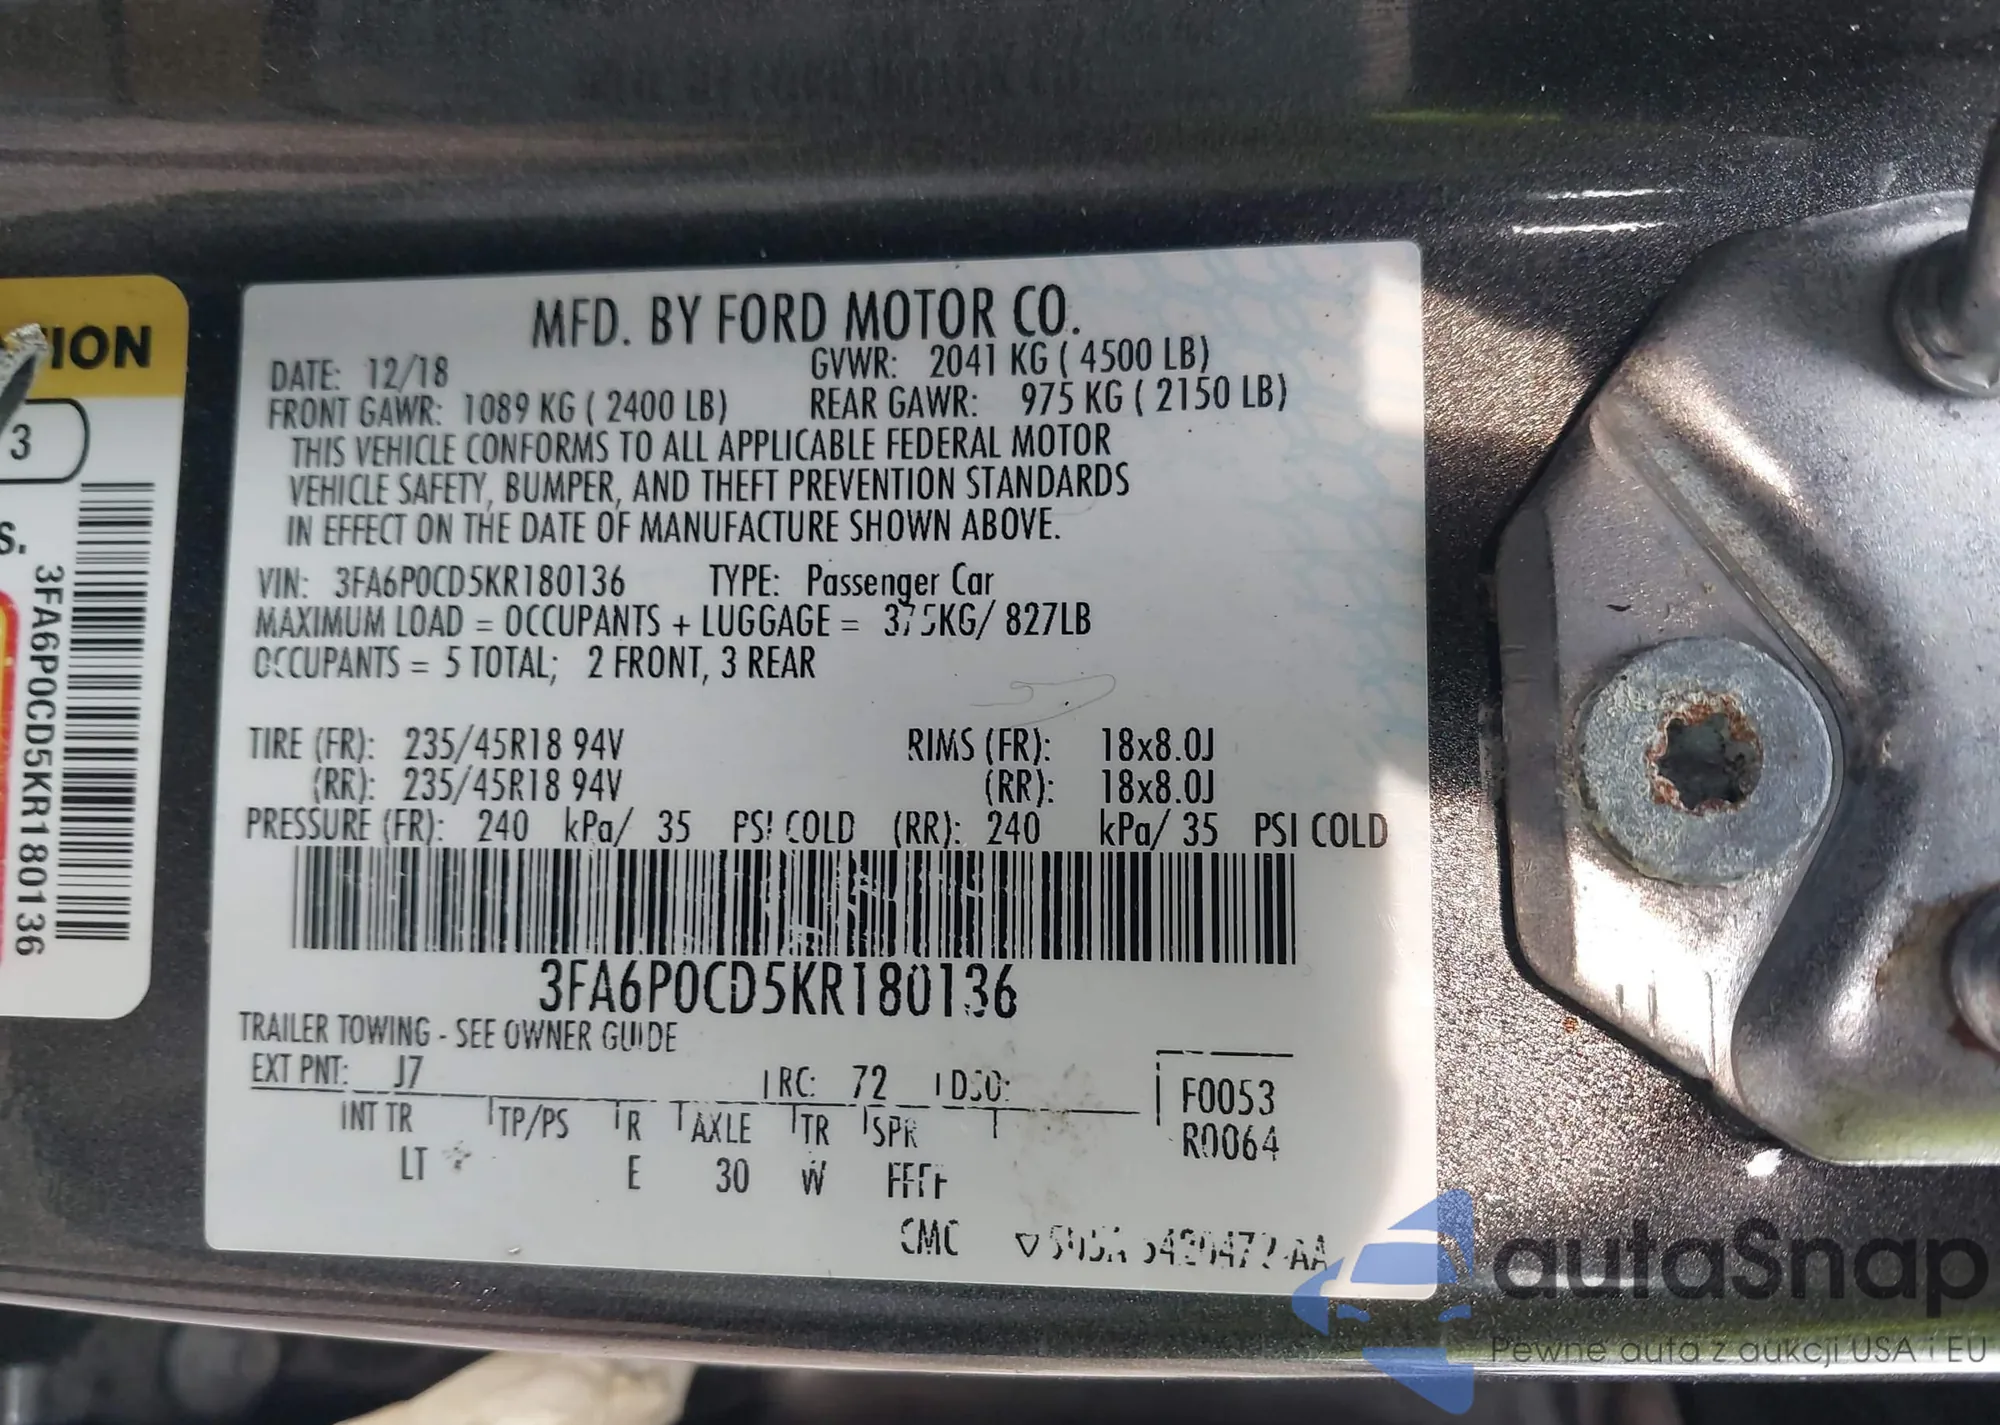 TION
3
S.
3FA6P0CD5KR180136
MFD. BY FORD MOTOR CO.
DATE: 12/18 GVWR: 2041 KG ( 4500 LB)
FRONT GAWR: 1089 KG ( 2400 LB) REAR GAWR: 975 KG ( 2150 LB)
THIS VEHICLE CONFORMS TO ALL APPLICABLE FEDERAL MOTOR
VEHICLE SAFETY, BUMPER, AND THEFT PREVENTION STANDARDS
IN EFFECT ON THE DATE OF MANUFACTURE SHOWN ABOVE.
VIN: 3FA6P0CD5KR180136 TYPE: Passenger Car
MAXIMUM LOAD = OCCUPANTS + LUGGAGE = 375KG/ 827LB
OCCUPANTS = 5 TOTAL; 2 FRONT, 3 REAR
TIRE (FR): 235/45R18 94V RIMS (FR): 18x8.0J
(RR): 235/45R18 94V (RR): 18x8.0J
PRESSURE (FR): 240 kPa/ 35 PSI COLD (RR): 240 kPa/ 35 PSI COLD
3FA6P0CD5KR180136
TRAILER TOWING - SEE OWNER GUIDE
EXT PNT: J7 RC: 72 DSO: F0053
INT TR TP/PS R AXLE TR SPR R0064
LT E 30 W FFFF
CMC
autaSnap
Pewne auta z aukcji USA i EU